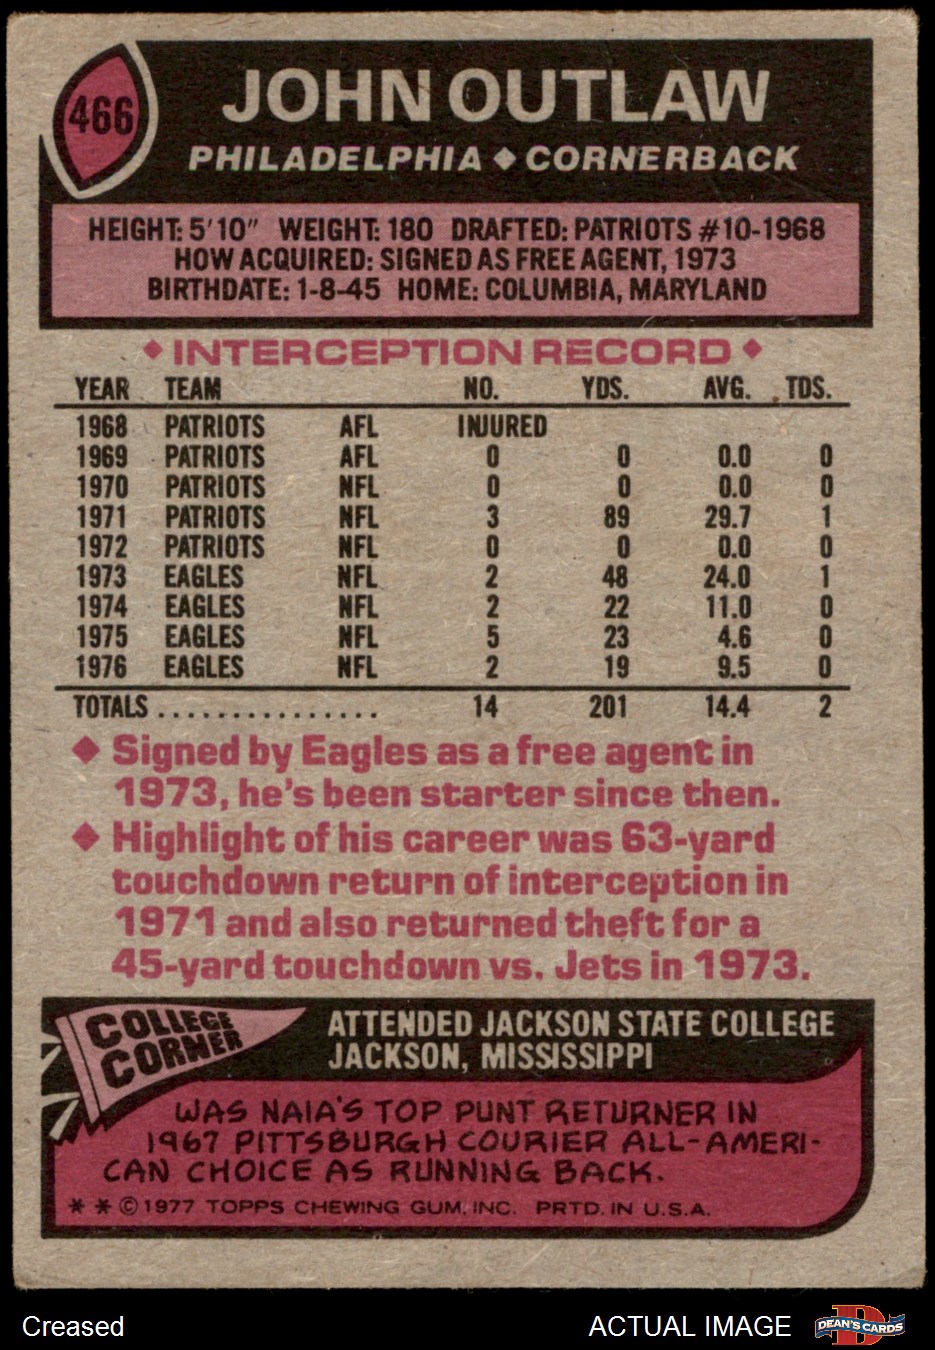 466
JOHN OUTLAW
PHILADELPHIA ◆ CORNERBACK
HEIGHT: 5'10" WEIGHT: 180 DRAFTED: PATRIOTS #10-1968
HOW ACQUIRED: SIGNED AS FREE AGENT, 1973
BIRTHDATE: 1-8-45 HOME: COLUMBIA, MARYLAND
◆ INTERCEPTION RECORD ◆
YEAR TEAM NO. YDS. AVG. TDS.
1968 PATRIOTS AFL INJURED
1969 PATRIOTS AFL 0 0 0.0 0
1970 PATRIOTS NFL 0 0 0.0 0
1971 PATRIOTS NFL 3 89 29.7 1
1972 PATRIOTS NFL 0 0 0.0 0
1973 EAGLES NFL 2 48 24.0 1
1974 EAGLES NFL 2 22 11.0 0
1975 EAGLES NFL 5 23 4.6 0
1976 EAGLES NFL 2 19 9.5 0
TOTALS ............... 14 201 14.4 2
◆ Signed by Eagles as a free agent in
1973, he's been starter since then.
◆ Highlight of his career was 63-yard
touchdown return of interception in
1971 and also returned theft for a
45-yard touchdown vs. Jets in 1973.
COLLEGE
CORNER
ATTENDED JACKSON STATE COLLEGE
JACKSON, MISSISSIPPI
WAS NAIA'S TOP PUNT RETURNER IN
1967 PITTSBURGH COURIER ALL-AMERI-
CAN CHOICE AS RUNNING BACK.
* * © 1977 TOPPS CHEWING GUM, INC. PRTD. IN U.S.A.
Creased
ACTUAL IMAGE
D
DEAN'S CARDS